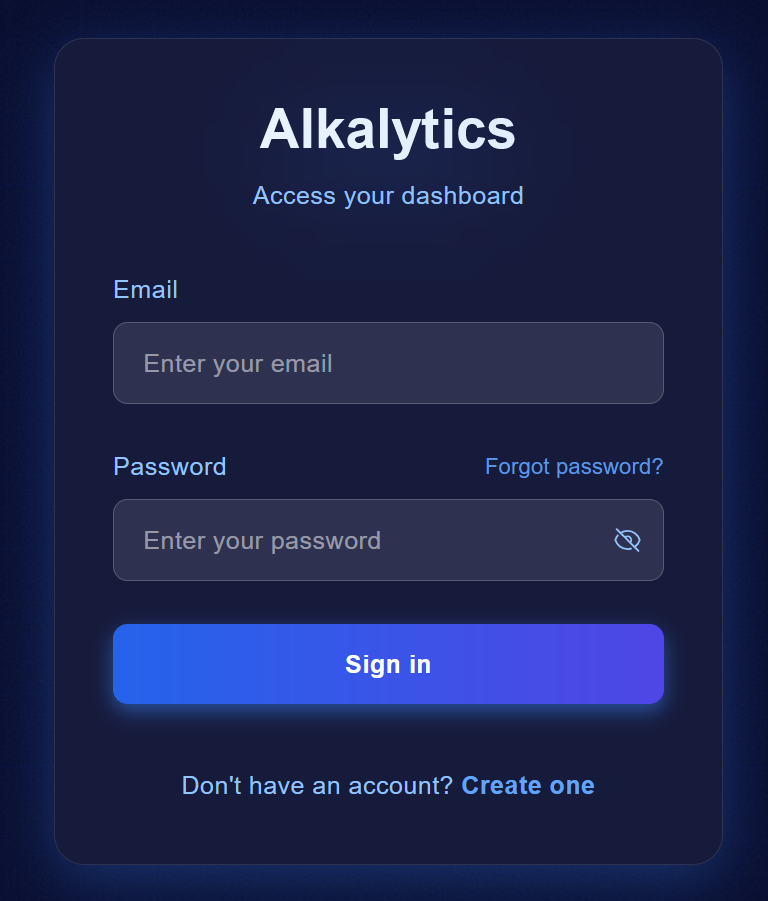 Alkalytics
Access your dashboard
Email
Enter your email
Password Forgot password?
Enter your password
Sign in
Don't have an account? Create one